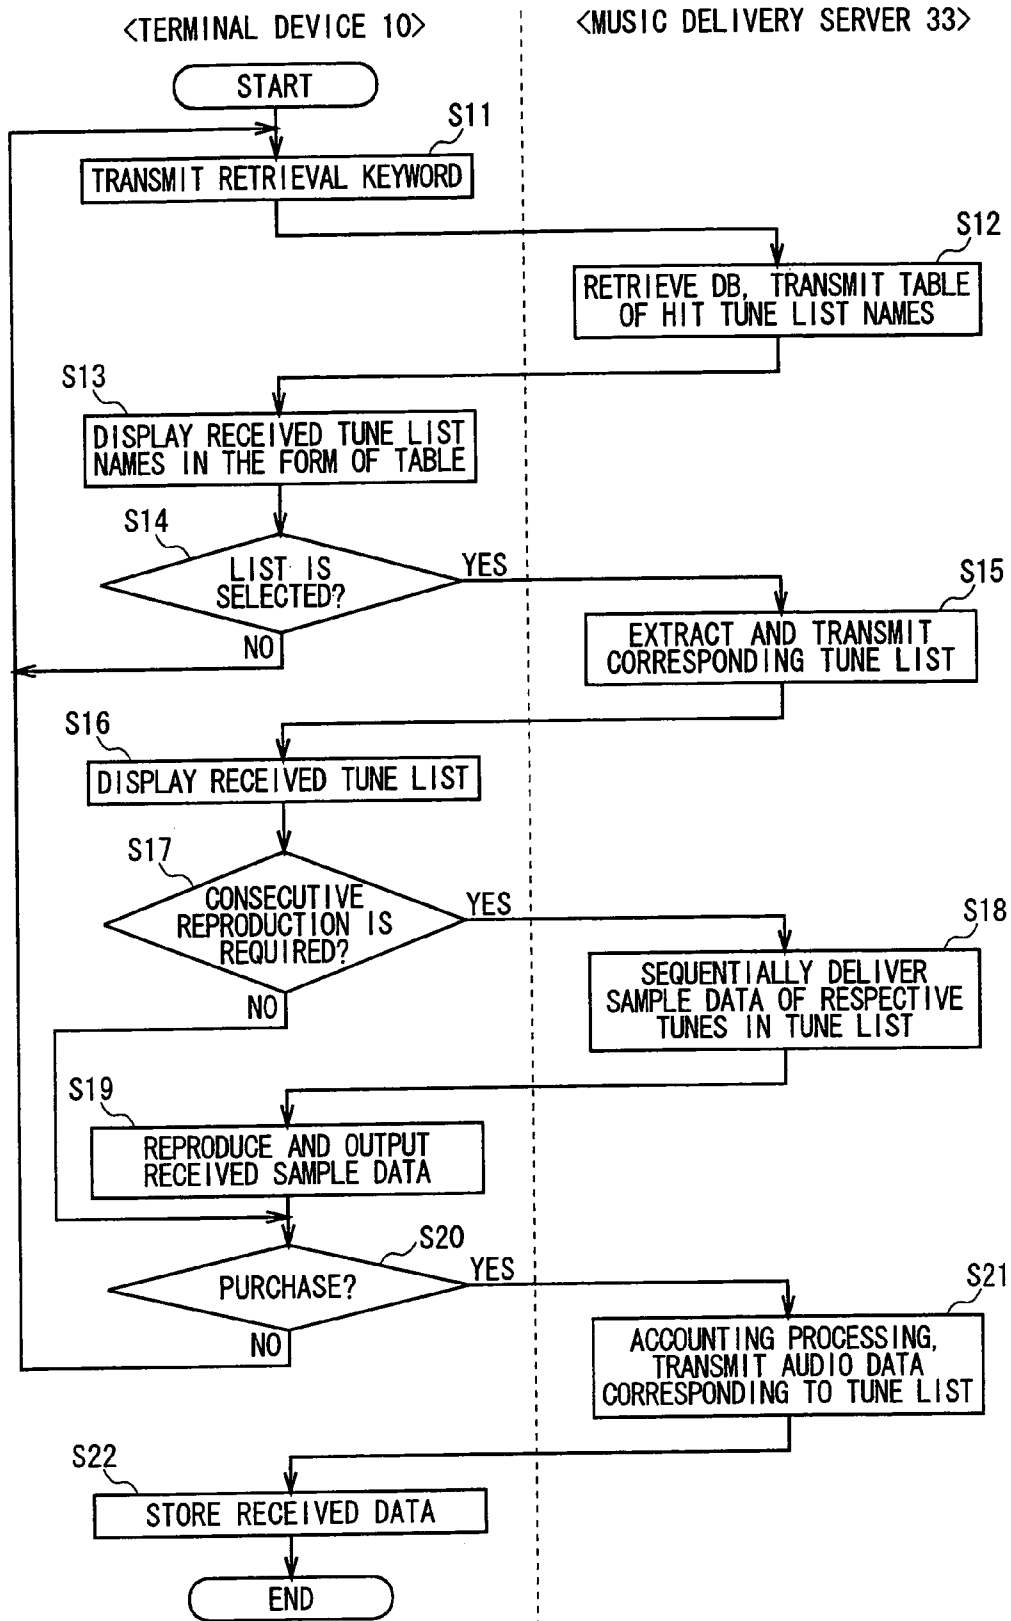 <TERMINAL DEVICE 10>
<MUSIC DELIVERY SERVER 33>
START
S11
TRANSMIT RETRIEVAL KEYWORD
S12
RETRIEVE DB, TRANSMIT TABLE
OF HIT TUNE LIST NAMES
S13
DISPLAY RECEIVED TUNE LIST
NAMES IN THE FORM OF TABLE
S14
LIST IS
SELECTED?
YES
NO
S15
EXTRACT AND TRANSMIT
CORRESPONDING TUNE LIST
S16
DISPLAY RECEIVED TUNE LIST
S17
CONSECUTIVE
REPRODUCTION IS
REQUIRED?
YES
NO
S18
SEQUENTIALLY DELIVER
SAMPLE DATA OF RESPECTIVE
TUNES IN TUNE LIST
S19
REPRODUCE AND OUTPUT
RECEIVED SAMPLE DATA
S20
PURCHASE?
YES
NO
S21
ACCOUNTING PROCESSING,
TRANSMIT AUDIO DATA
CORRESPONDING TO TUNE LIST
S22
STORE RECEIVED DATA
END